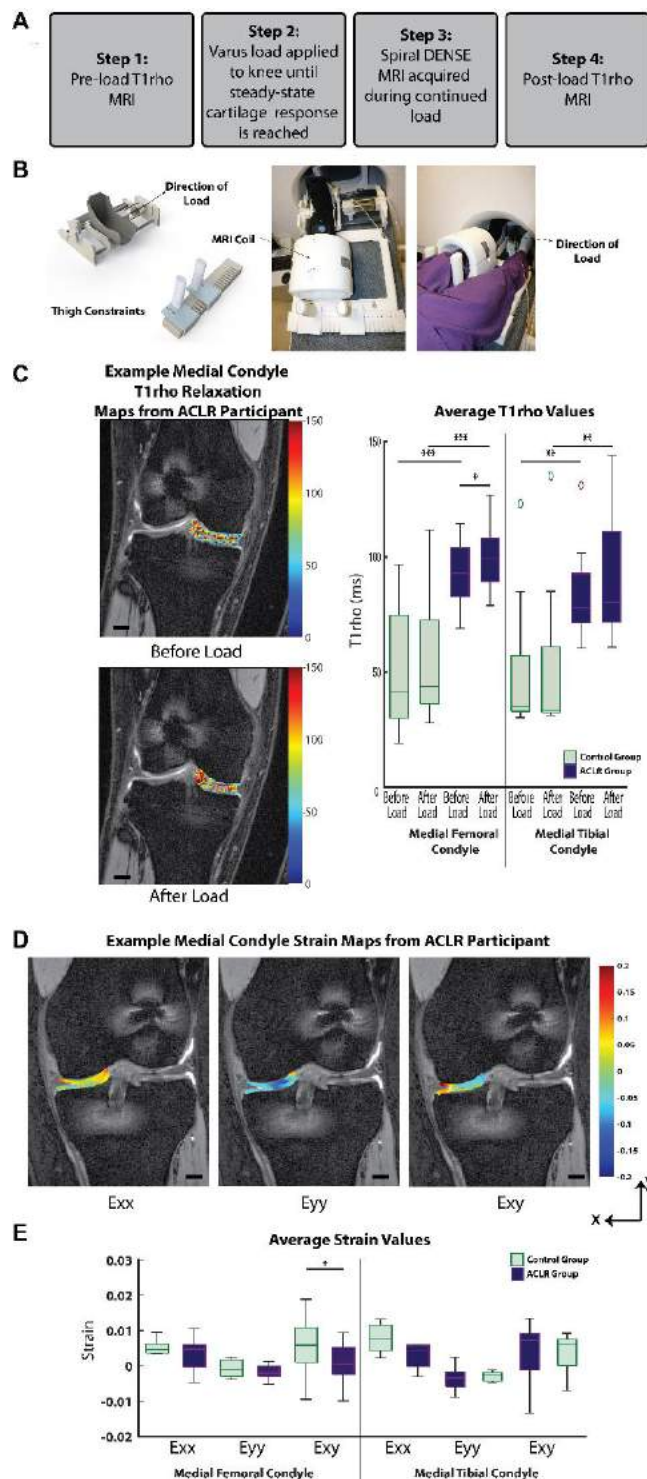 A
Step 1:
Pre-load T1rho
MRI
Step 2:
Varus load applied
to knee until
steady-state
cartilage response
is reached
Step 3:
Spiral DENSE
MRI acquired
during continued
load
Step 4:
Post-load T1rho
MRI
B
Direction of
Load
Thigh Constraints
MRI Coil
Direction of
Load
C
Example Medial Condyle
T1rho Relaxation
Maps from ACLR Participant
150
100
50
0
Before Load
150
100
50
0
After Load
Average T1rho Values
T1rho (ms)
150
100
50
0
***
***
*
**
**
Control Group
ACLR Group
Before Load
After Load
Before Load
After Load
Before Load
After Load
Before Load
After Load
Medial Femoral
Condyle
Medial Tibial
Condyle
D
Example Medial Condyle Strain Maps from ACLR Participant
0.2
0.15
0.1
0.05
0
-0.05
-0.1
-0.15
-0.2
Exx
Eyy
Exy
X
E
Average Strain Values
Control Group
ACLR Group
Strain
0.03
0.02
0.01
0
-0.01
-0.02
*
Exx
Eyy
Exy
Exx
Eyy
Exy
Medial Femoral Condyle
Medial Tibial Condyle